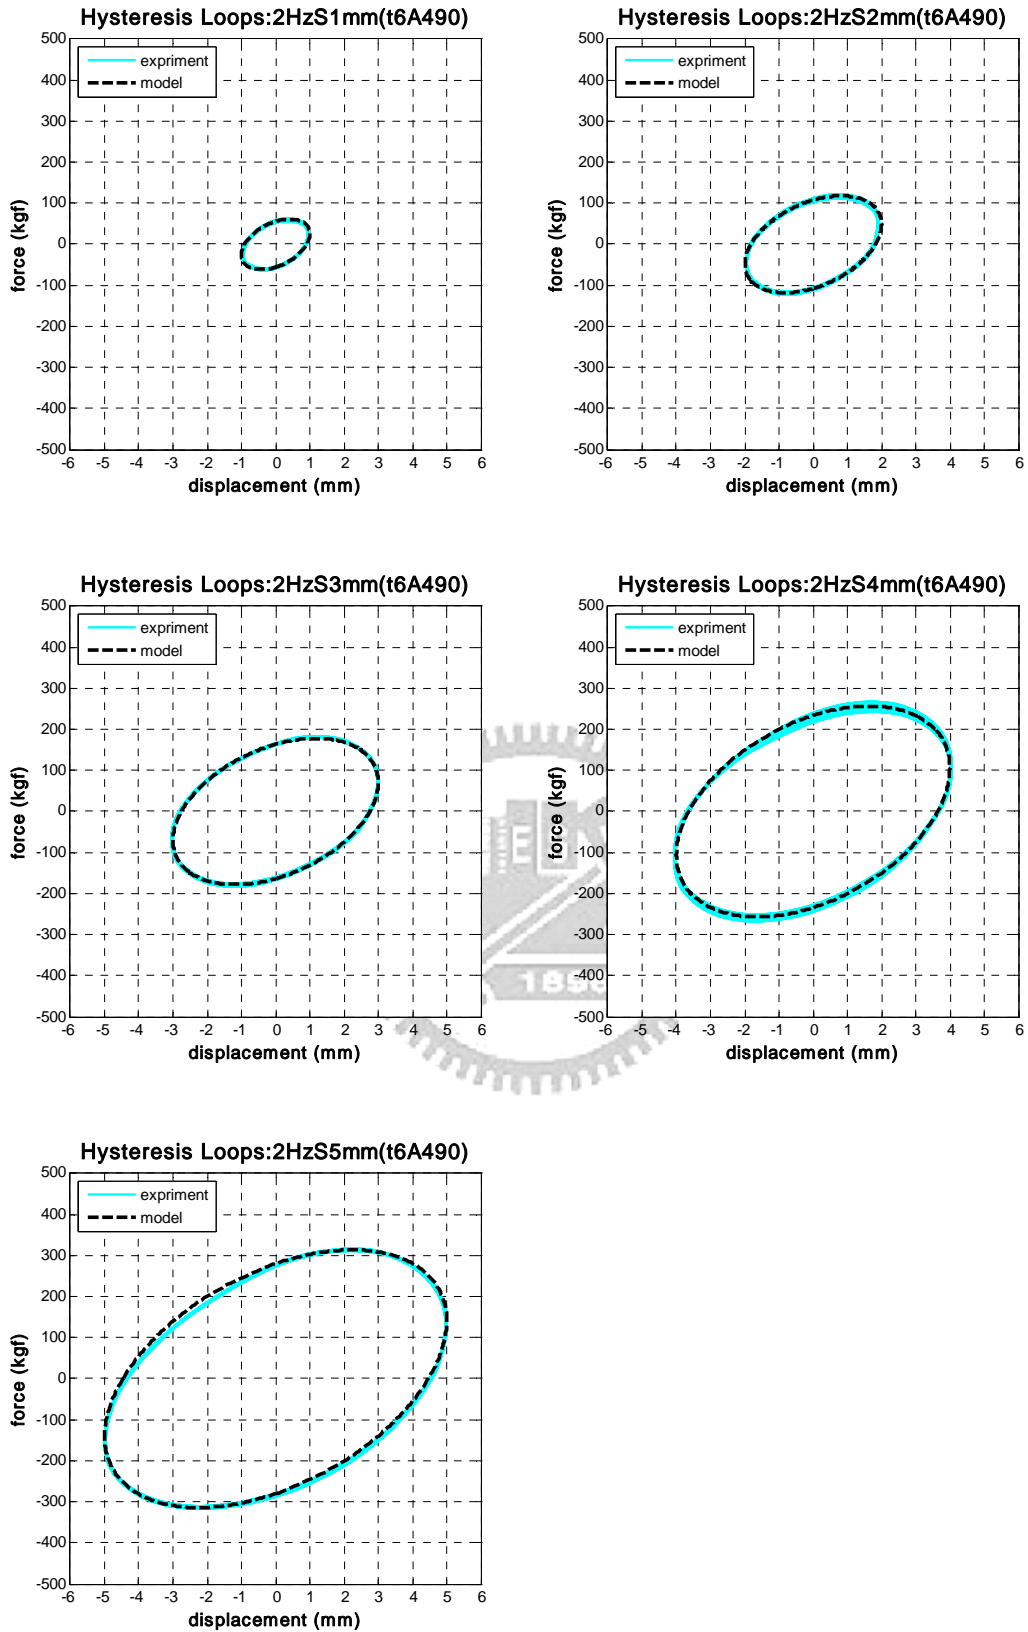 Hysteresis Loops:2HzS1mm(t6A490)
500
400
300
200
100
0
-100
-200
-300
-400
-500
expriment
model
force (kgf)
-6 -5 -4 -3 -2 -1 0 1 2 3 4 5 6
displacement (mm)
Hysteresis Loops:2HzS2mm(t6A490)
500
400
300
200
100
0
-100
-200
-300
-400
-500
expriment
model
force (kgf)
-6 -5 -4 -3 -2 -1 0 1 2 3 4 5 6
displacement (mm)
Hysteresis Loops:2HzS3mm(t6A490)
500
400
300
200
100
0
-100
-200
-300
-400
-500
expriment
model
force (kgf)
-6 -5 -4 -3 -2 -1 0 1 2 3 4 5 6
displacement (mm)
Hysteresis Loops:2HzS4mm(t6A490)
500
400
300
200
100
0
-100
-200
-300
-400
-500
expriment
model
force (kgf)
-6 -5 -4 -3 -2 -1 0 1 2 3 4 5 6
displacement (mm)
Hysteresis Loops:2HzS5mm(t6A490)
500
400
300
200
100
0
-100
-200
-300
-400
-500
expriment
model
force (kgf)
-6 -5 -4 -3 -2 -1 0 1 2 3 4 5 6
displacement (mm)